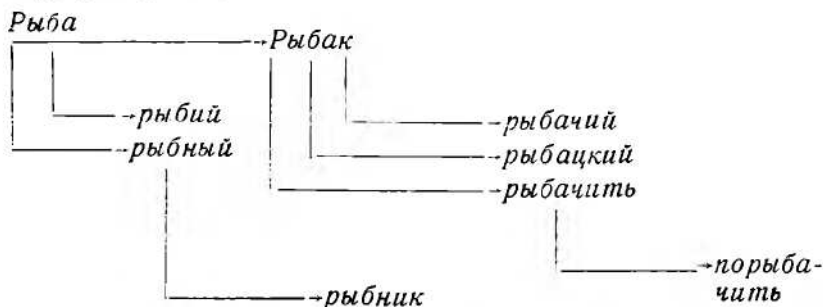 Рыба
Рыбак
рыбий
рыбачий
рыбный
рыбацкий
рыбачить
порыба-
рыбник
чить